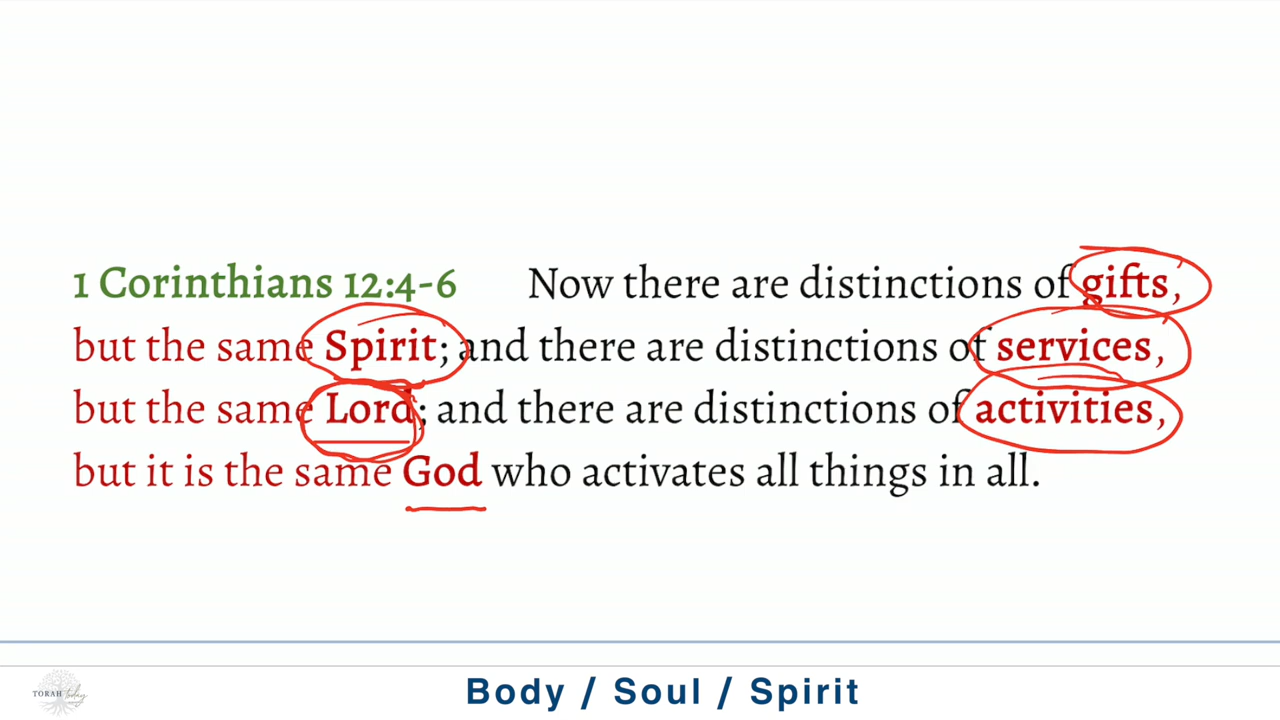 1 Corinthians 12:4-6 Now there are distinctions of gifts,
but the same Spirit; and there are distinctions of services,
but the same Lord; and there are distinctions of activities,
but it is the same God who activates all things in all.
TORAH today
Body / Soul / Spirit